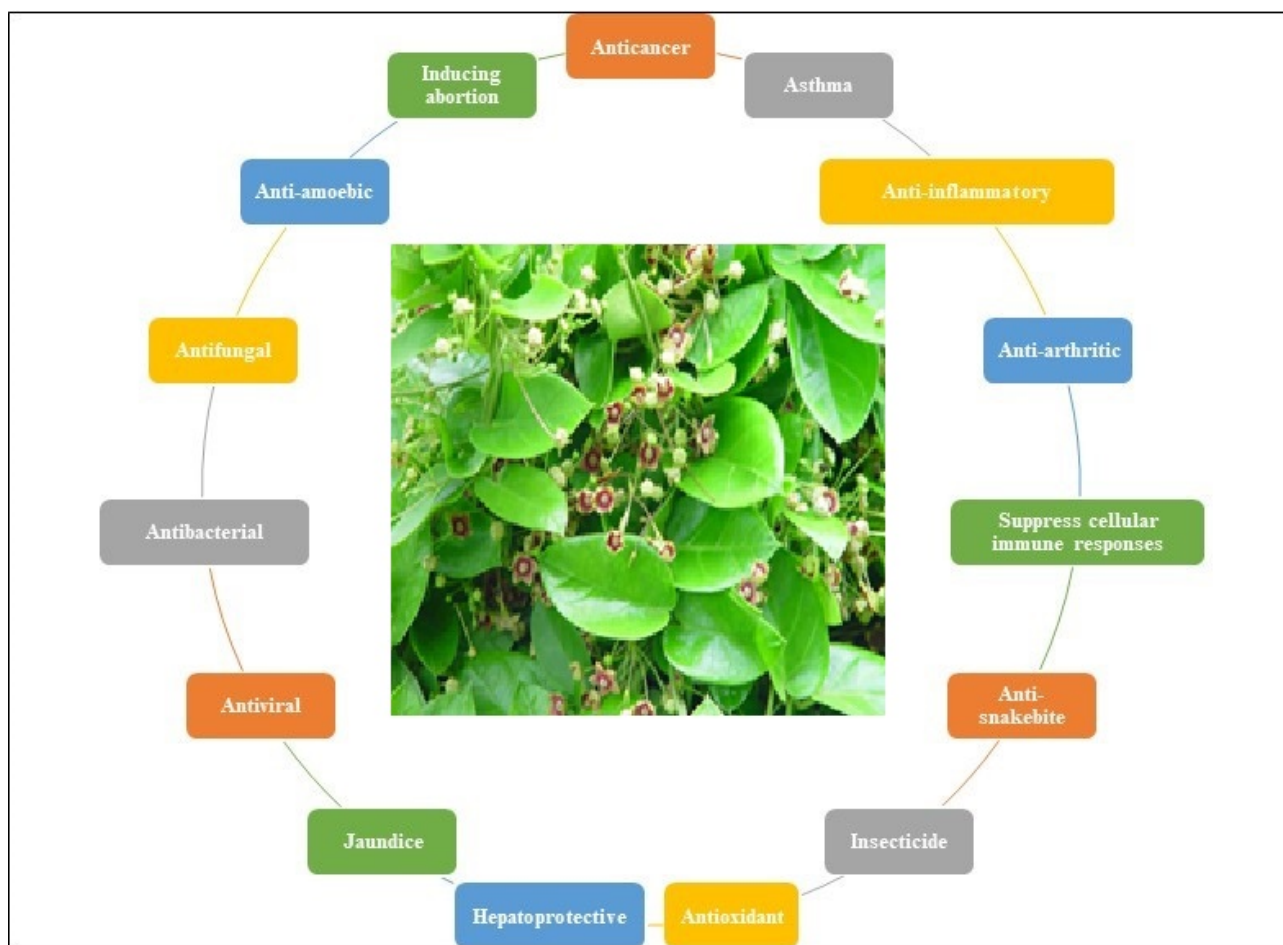 Anticancer
Asthma
Anti-inflammatory
Anti-arthritic
Suppress cellular
immune responses
Anti-
snakebite
Insecticide
Antioxidant
Hepatoprotective
Jaundice
Antiviral
Antibacterial
Antifungal
Anti-amoebic
Inducing
abortion